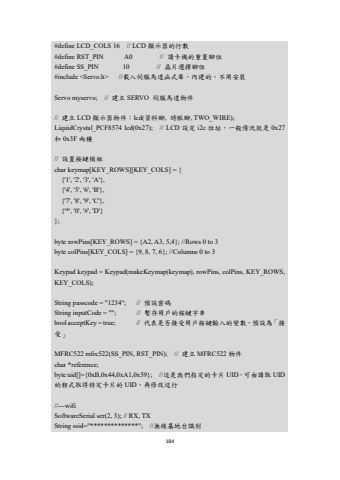 #define LCD_COLS 16    // LCD 顯示器的行數
#define RST_PIN        A0        // 讀卡機的重置腳位
#define SS_PIN        10        // 晶片選擇腳位
#include <Servo.h>    //載入伺服馬達函式庫，內建的，不用安裝
Servo myservo;    // 建立 SERVO 伺服馬達物件
// 建立 LCD 顯示器物件：lcd(資料腳, 時脈腳, TWO_WIRE);
LiquidCrystal_PCF8574 lcd(0x27);    // LCD 設定 i2c 位址，一般情況就是 0x27
和 0x3F 兩種
// 設置按鍵模組
char keymap[KEY_ROWS][KEY_COLS] = {
{'1', '2', '3', 'A'},
{'4', '5', '6', 'B'},
{'7', '8', '9', 'C'},
{'*', '0', '#', 'D'}
};
byte rowPins[KEY_ROWS] = {A2, A3, 5,4}; //Rows 0 to 3
byte colPins[KEY_COLS] = {9, 8, 7, 6}; //Columns 0 to 3
Keypad keypad = Keypad(makeKeymap(keymap), rowPins, colPins, KEY_ROWS,
KEY_COLS);
String passcode = "1234";    // 預設密碼
String inputCode = "";        // 暫存用戶的按鍵字串
bool acceptKey = true;        // 代表是否接受用戶按鍵輸入的變數，預設為「接
受」
MFRC522 mfrc522(SS_PIN, RST_PIN);    // 建立 MFRC522 物件
char *reference;
byte uid[]={0xB,0x44,0xA1,0x59};    //這是我們指定的卡片 UID，可由讀取 UID
的程式取得特定卡片的 UID，再修改這行
//---wifi
SoftwareSerial ser(2, 3); // RX, TX
String ssid="**************";    //無線基地台識別
184